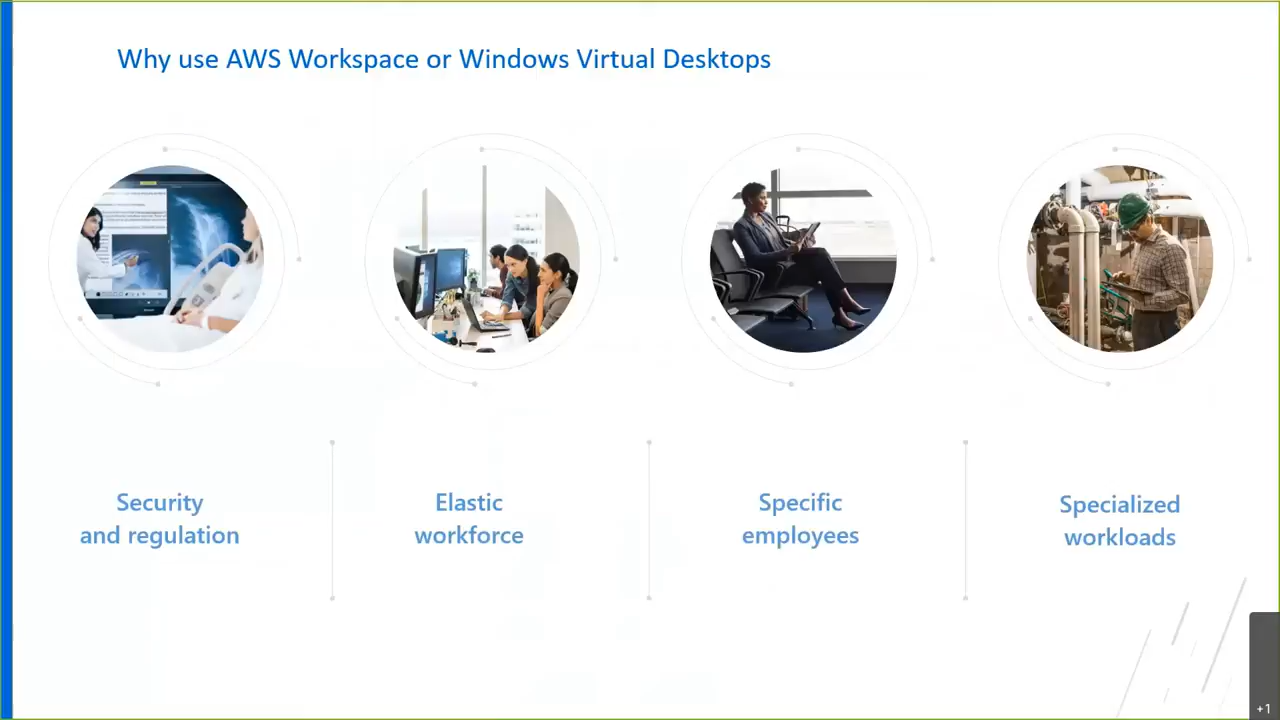 Why use AWS Workspace or Windows Virtual Desktops
Security
and regulation
Elastic
workforce
Specific
employees
Specialized
workloads
+1